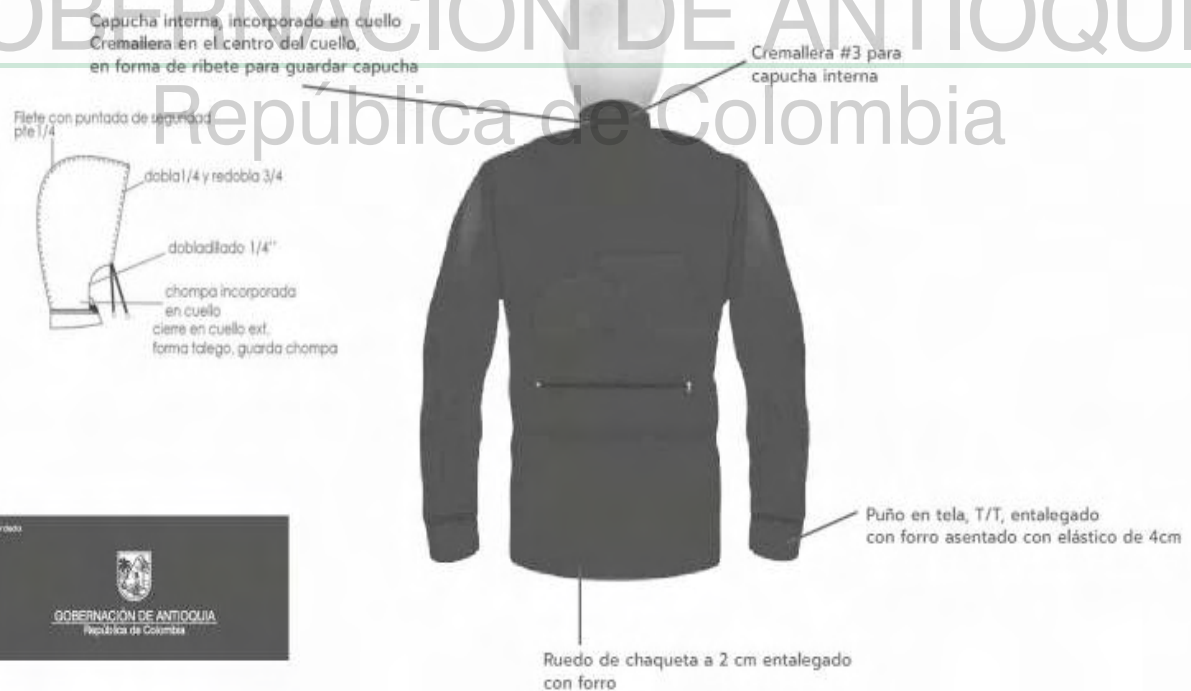 GOBERNACIÓN DE ANTIOQUI
República de Colombia
Capucha interna, incorporado en cuello
Cremallera en el centro del cuello,
en forma de ribete para guardar capucha
Cremallera #3 para
capucha interna
Filete con puntada de seguridad
pte1/4
dobla1/4 y redobla 3/4
dobladillado 1/4''
chompa incorporada
en cuello
cierre en cuello ext.
forma talego, guarda chompa
GOBERNACIÓN DE ANTIOQUIA
República de Colombia
Puño en tela, T/T, entalegado
con forro asentado con elástico de 4cm
Ruedo de chaqueta a 2 cm entalegado
con forro